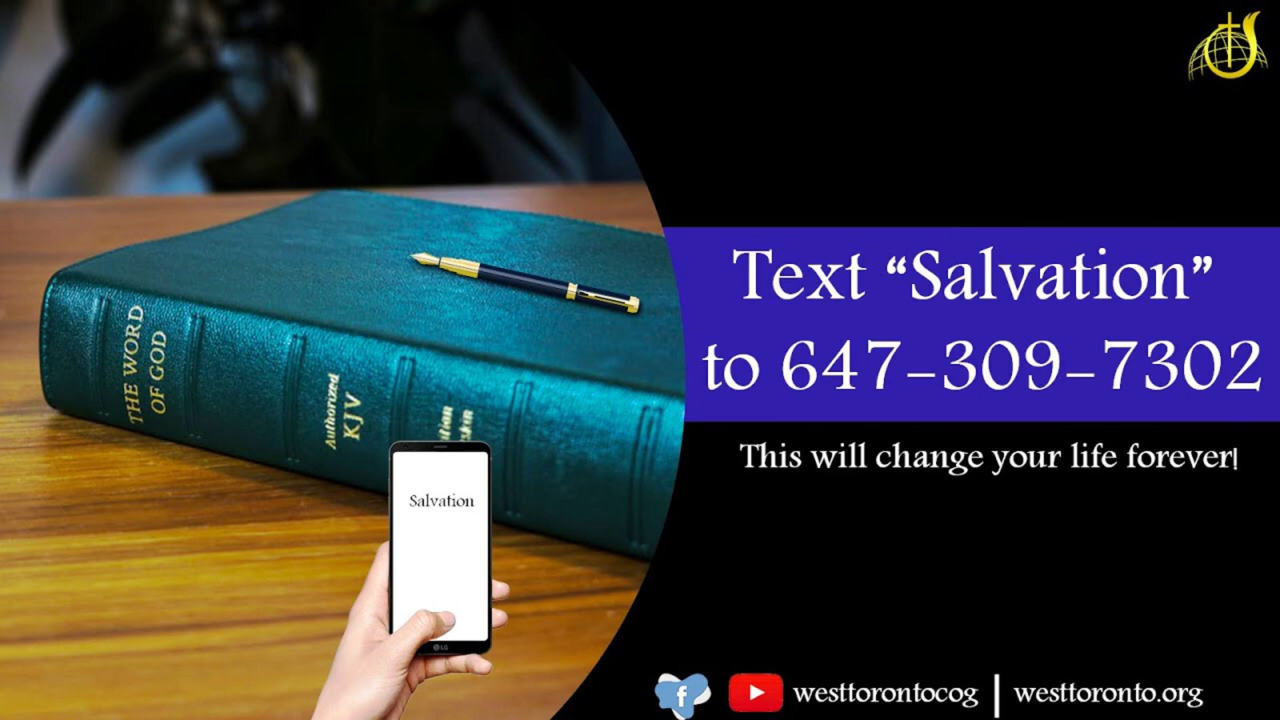 THE WORD
OF GOD
Authorized
KJV
Salvation
LG
Text “Salvation”
to 647-309-7302
This will change your life forever!
westtorontocog | westtoronto.org